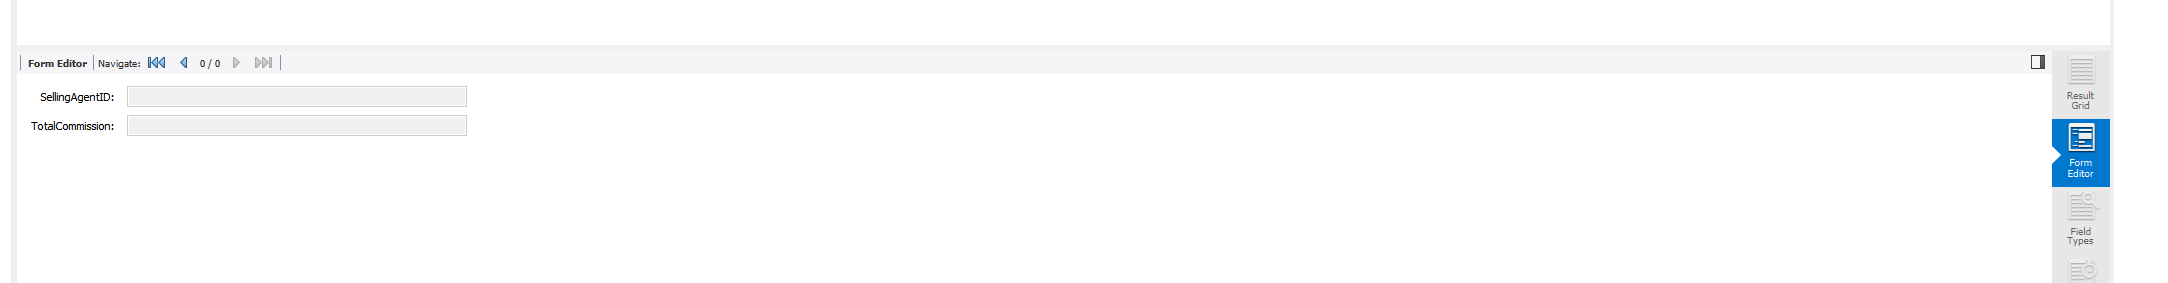 Form Editor Navigate: 0 / 0
SellingAgentID:
TotalCommission:
Result
Grid
Form
Editor
Field
Types